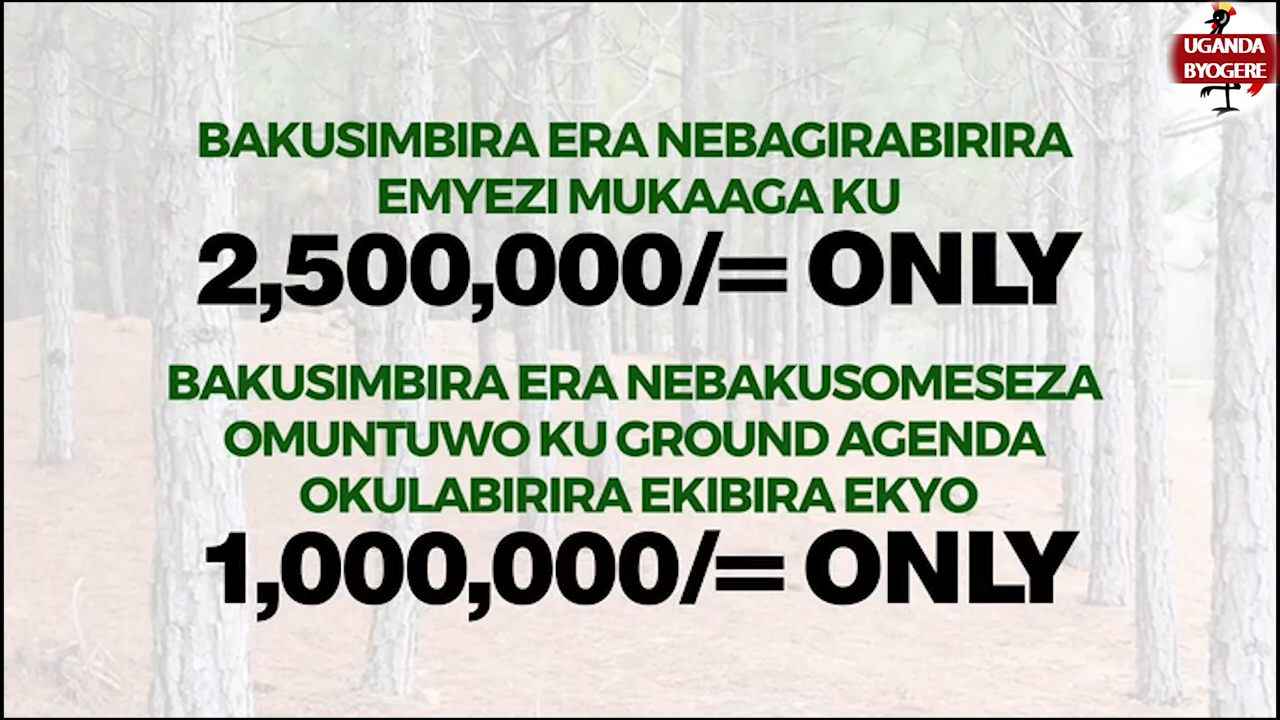 UGANDA
BYOGERE
BAKUSIMBIRA ERA NEBAGIRABIRIRA
EMYEZI MUKAAGA KU
2,500,000/= ONLY
BAKUSIMBIRA ERA NEBAKUSOMESEZA
OMUNTUWO KU GROUND AGENDA
OKULABIRIRA EKIBIRA EKYO
1,000,000/= ONLY